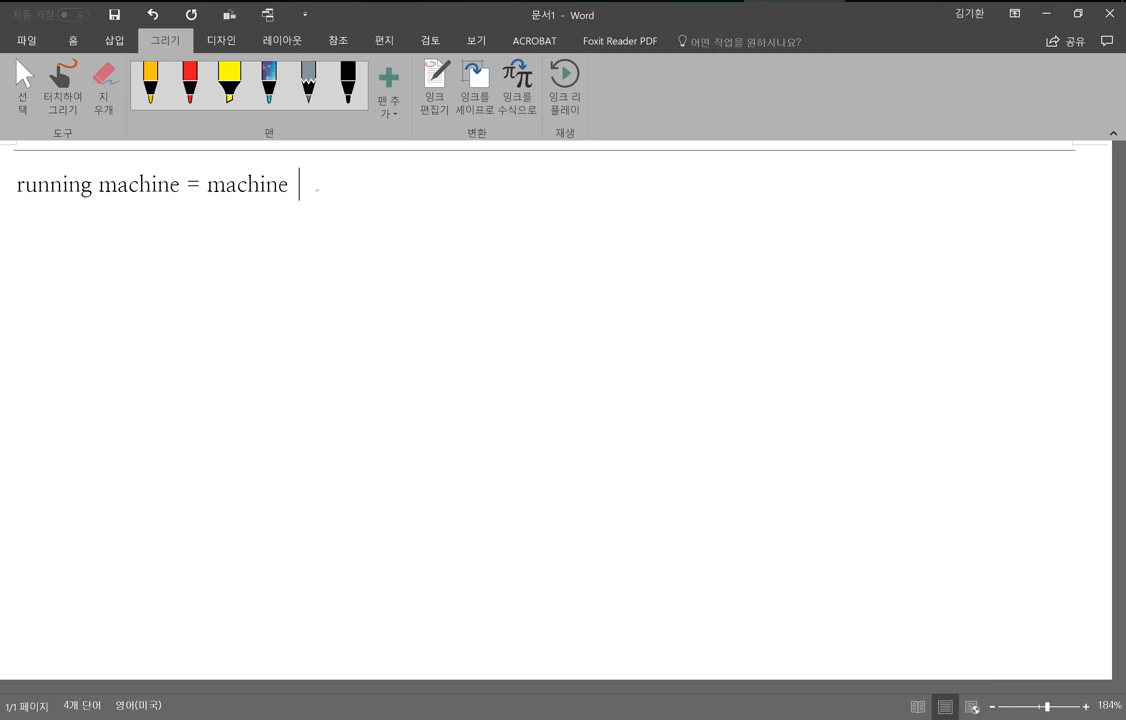 자동 저장 끔
문서1 - Word
김기환
파일 홈 삽입 그리기 디자인 레이아웃 참조 편지 검토 보기 ACROBAT Foxit Reader PDF 어떤 작업을 원하시나요? 공유
선택
터치하여 그리기
지우개
펜 추가
잉크 편집기
잉크를 셰이프로
잉크를 수식으로
잉크 리플레이
도구 펜 변환 재생
running machine = machine
1/1 페이지 4개 단어 영어(미국) 184%